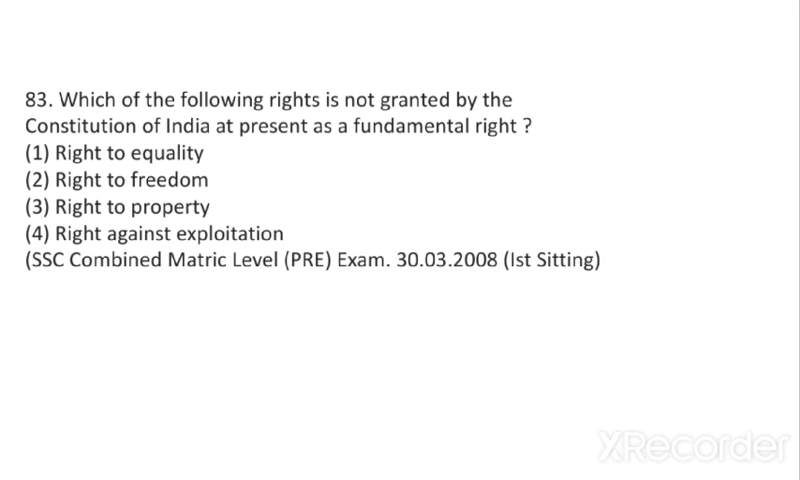 83. Which of the following rights is not granted by the
Constitution of India at present as a fundamental right ?
(1) Right to equality
(2) Right to freedom
(3) Right to property
(4) Right against exploitation
(SSC Combined Matric Level (PRE) Exam. 30.03.2008 (Ist Sitting)
XRecorder